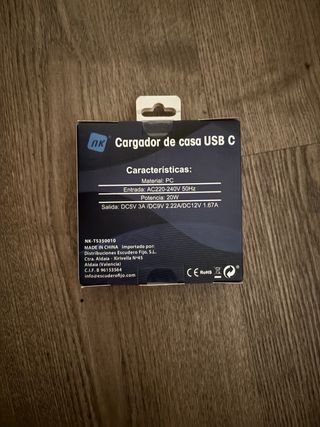 nk
Cargador de casa USB C
Características:
Material: PC
Entrada: AC220-240V 50Hz
Potencia: 20W
Salida: DC5V 3A /DC9V 2.22A/DC12V 1.67A
NK-TS350010
MADE IN CHINA importado por:
Distribuciones Escudero Fijo, S.L.
Ctra. Aldaia - Kirivella Nº45
Aldaia (Valencia)
C.I.F. B 96153564
info@escuderofijo.com
CE RoHS